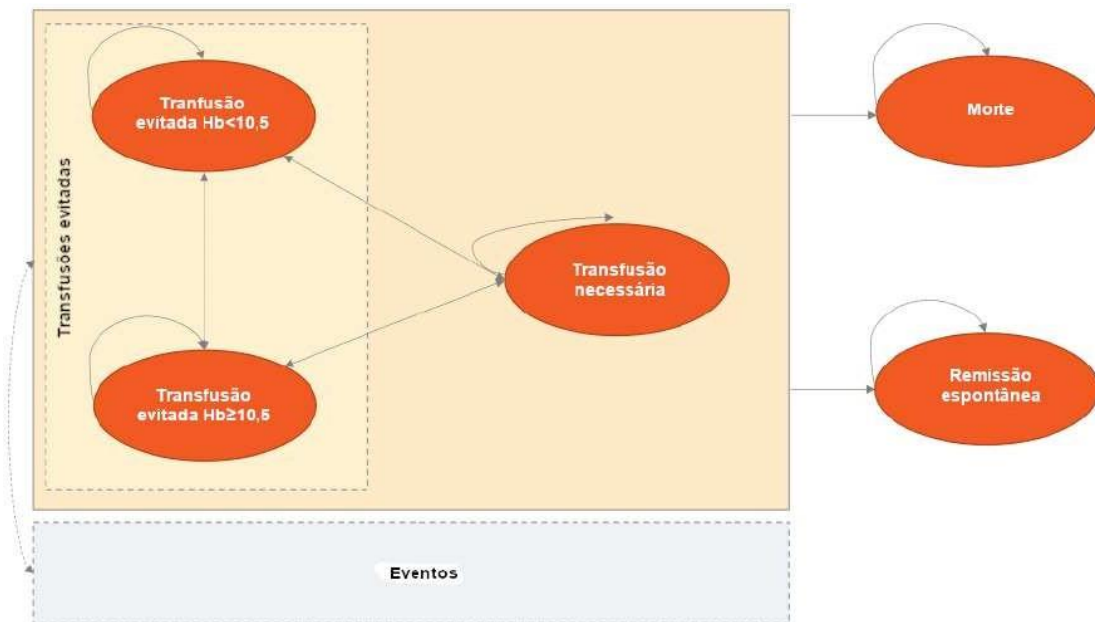 Tranfusão
evitada Hb<10,5
Morte
Transfusões evitadas
Transfusão
necessária
Transfusão
evitada Hb≥10,5
Remissão
espontânea
Eventos